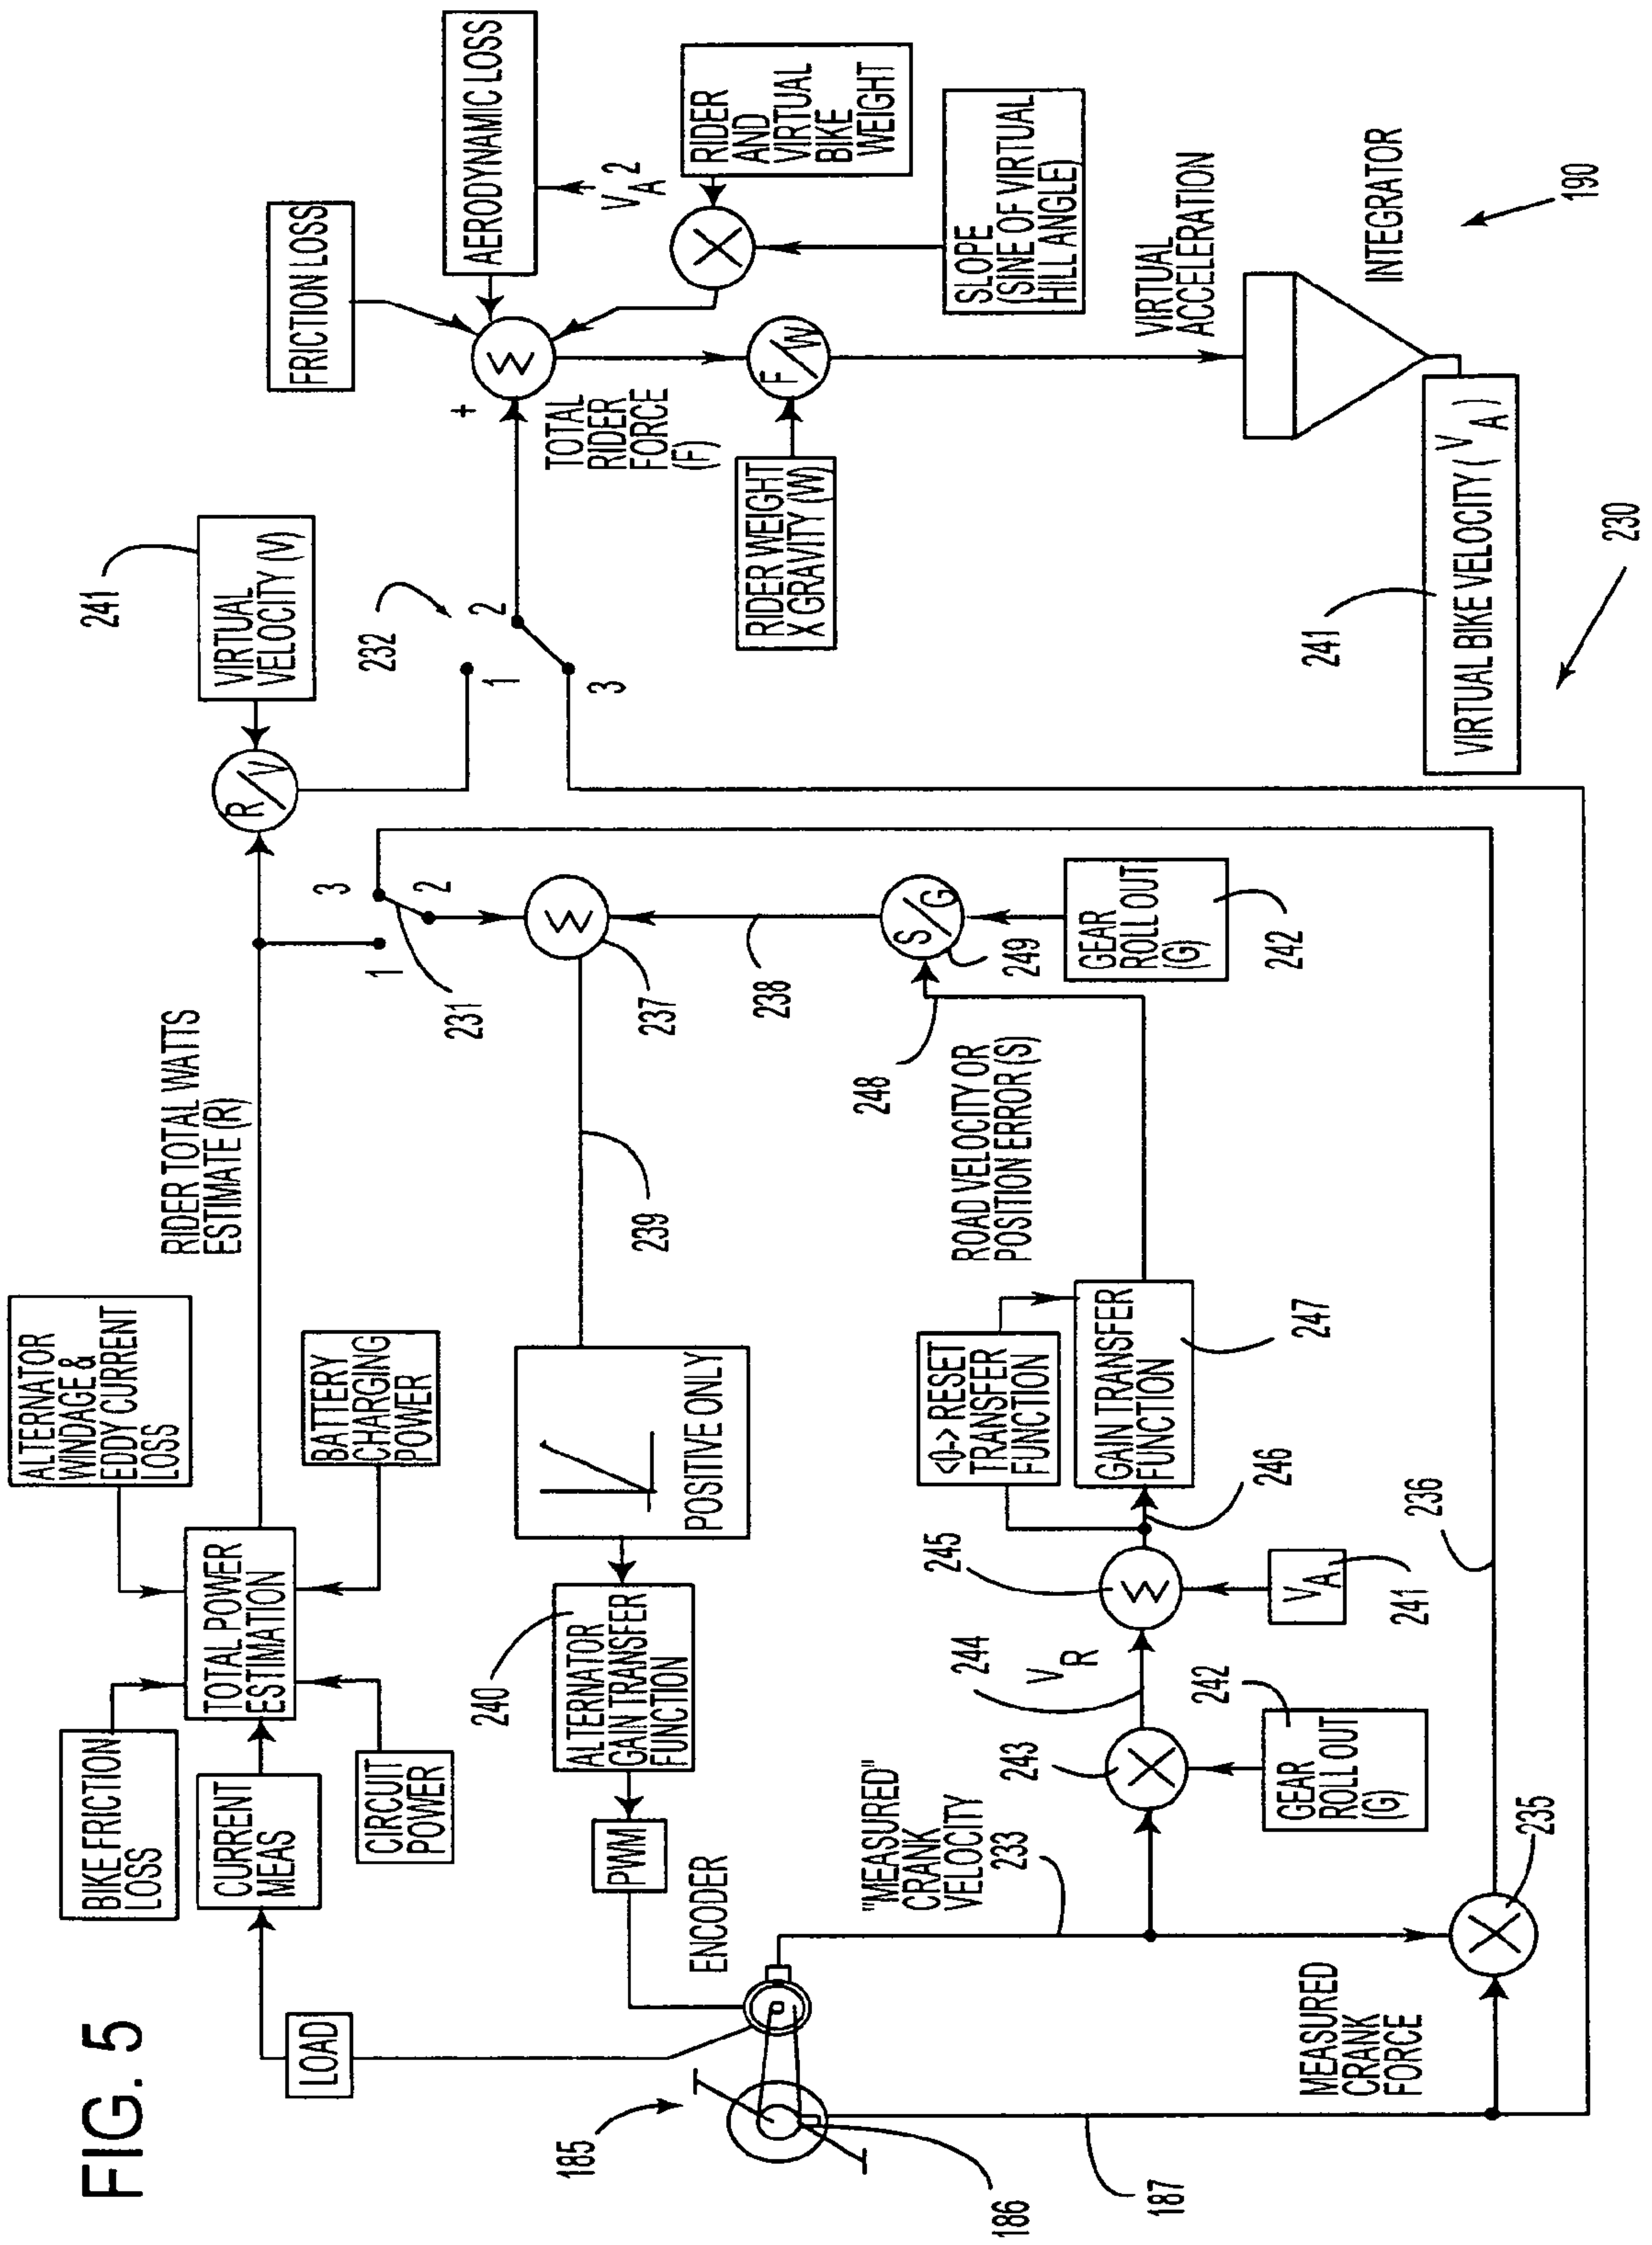 FIG. 5
BIKE FRICTION
LOSS
ALTERNATOR
WINDAGE &
EDDY CURRENT
LOSS
LOAD
CURRENT
MEAS
TOTAL POWER
ESTIMATION
CIRCUIT
POWER
BATTERY
CHARGING
POWER
RIDER TOTAL WATTS
ESTIMATE (R)
R/V
241
VIRTUAL
VELOCITY (V)
FRICTION LOSS
AERODYNAMIC LOSS
V A 2
RIDER
AND
VIRTUAL
BIKE
WEIGHT
X
SLOPE
(SINE OF VIRTUAL
HILL ANGLE)
Σ
+
TOTAL
RIDER
FORCE
(F)
F/W
RIDER WEIGHT
X GRAVITY (W)
VIRTUAL
ACCELERATION
INTEGRATOR
190
241
VIRTUAL BIKE VELOCITY ( V A )
230
232
1
2
3
1
3
2
231
Σ
237
238
239
POSITIVE ONLY
240
ALTERNATOR
GAIN TRANSFER
FUNCTION
PWM
ENCODER
185
186
187
"MEASURED"
CRANK
VELOCITY
233
243
X
GEAR
ROLL OUT
(G)
242
244
V R
245
Σ
V A
241
246
<0-> RESET
TRANSFER
FUNCTION
GAIN TRANSFER
FUNCTION
247
ROAD VELOCITY OR
POSITION ERROR (S)
248
S/G
249
GEAR
ROLL OUT
(G)
242
MEASURED
CRANK
FORCE
X
235
236